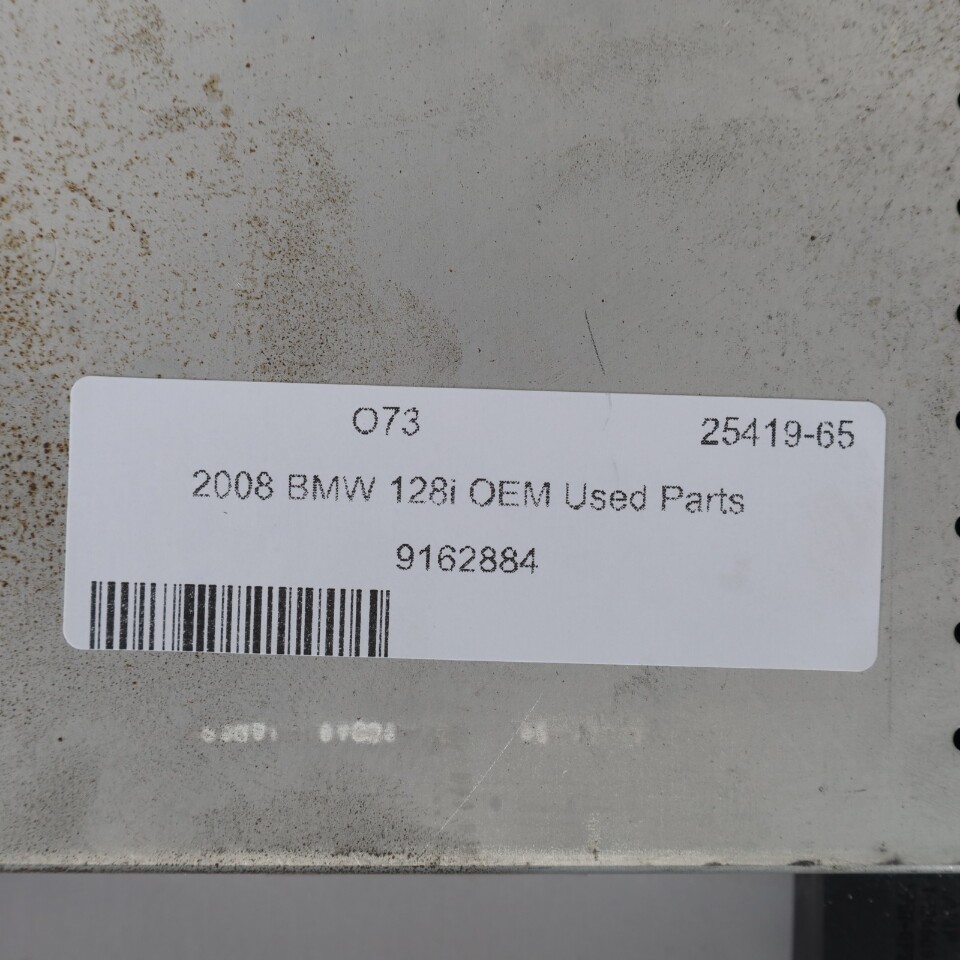 O73 25419-65
2008 BMW 128i OEM Used Parts
9162884